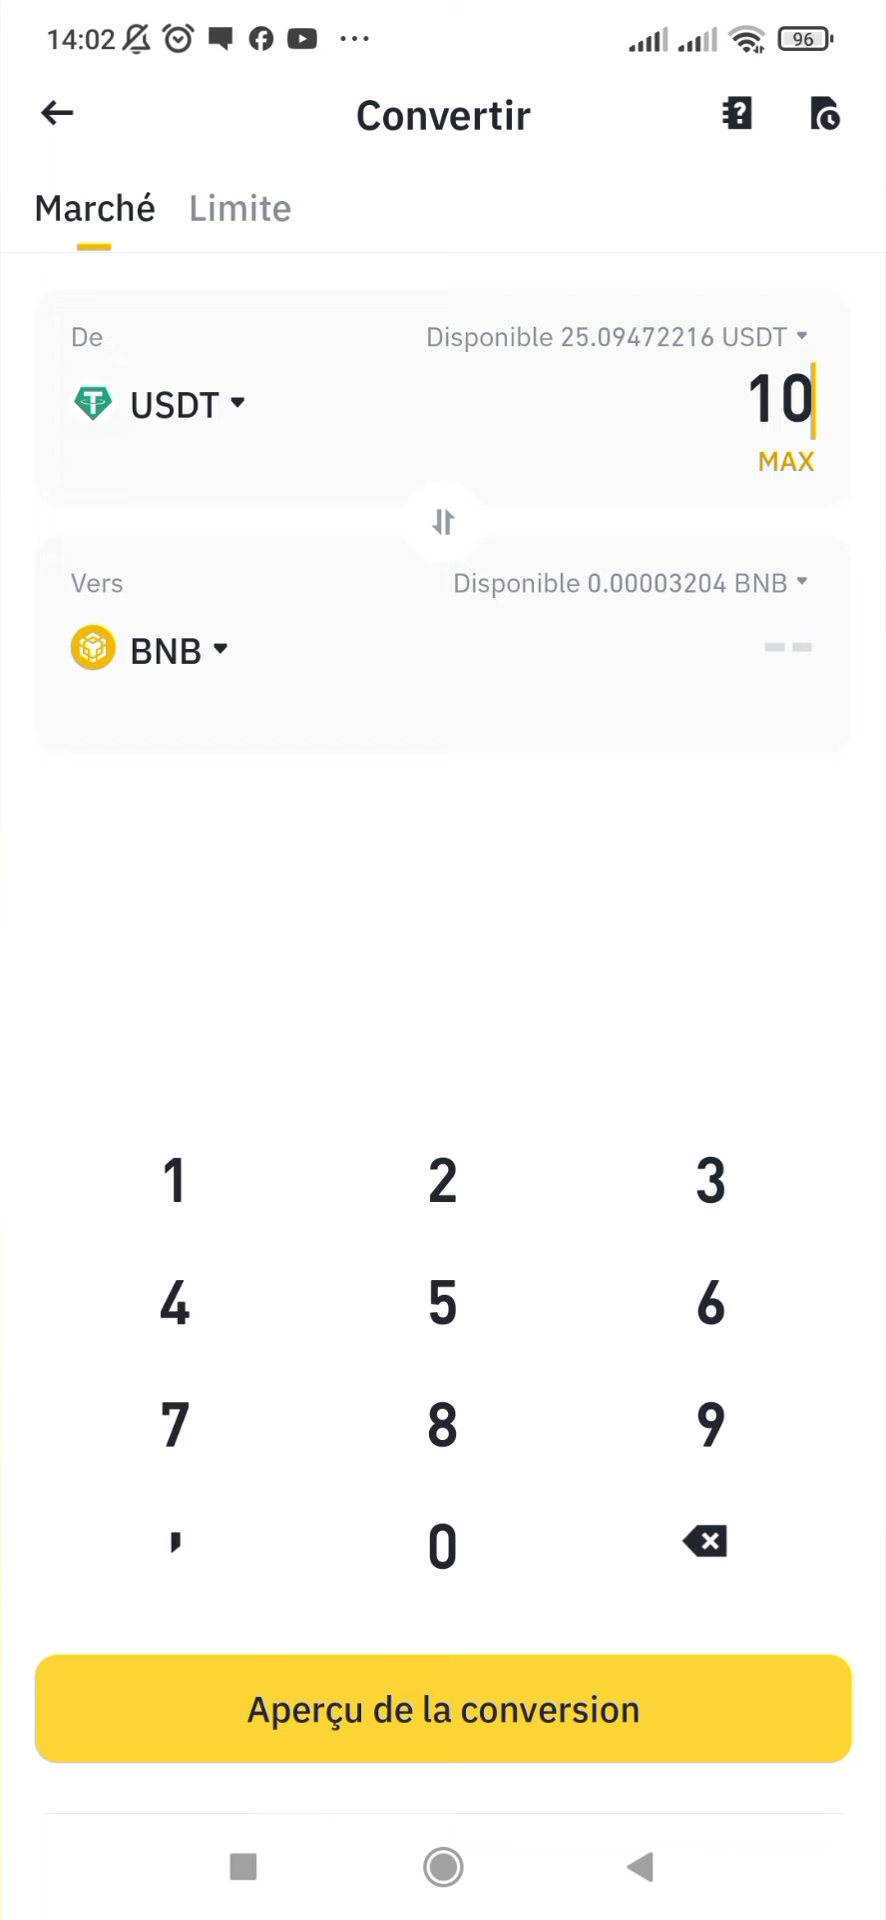 14:02 96
Convertir
Marché Limite
De Disponible 25.09472216 USDT
USDT 10
MAX
Vers Disponible 0.00003204 BNB
BNB --
1 2 3
4 5 6
7 8 9
, 0
Aperçu de la conversion